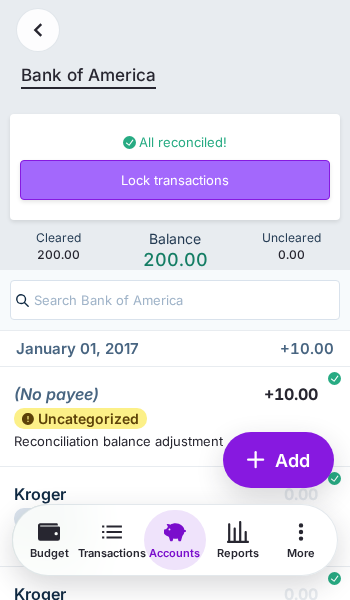 Bank of America
All reconciled!
Lock transactions
Cleared
200.00
Balance
200.00
Uncleared
0.00
Search Bank of America
January 01, 2017 +10.00
(No payee) +10.00
Uncategorized
Reconciliation balance adjustment
Add
Kroger 0.00
Budget Transactions Accounts Reports More
Kroger 0.00